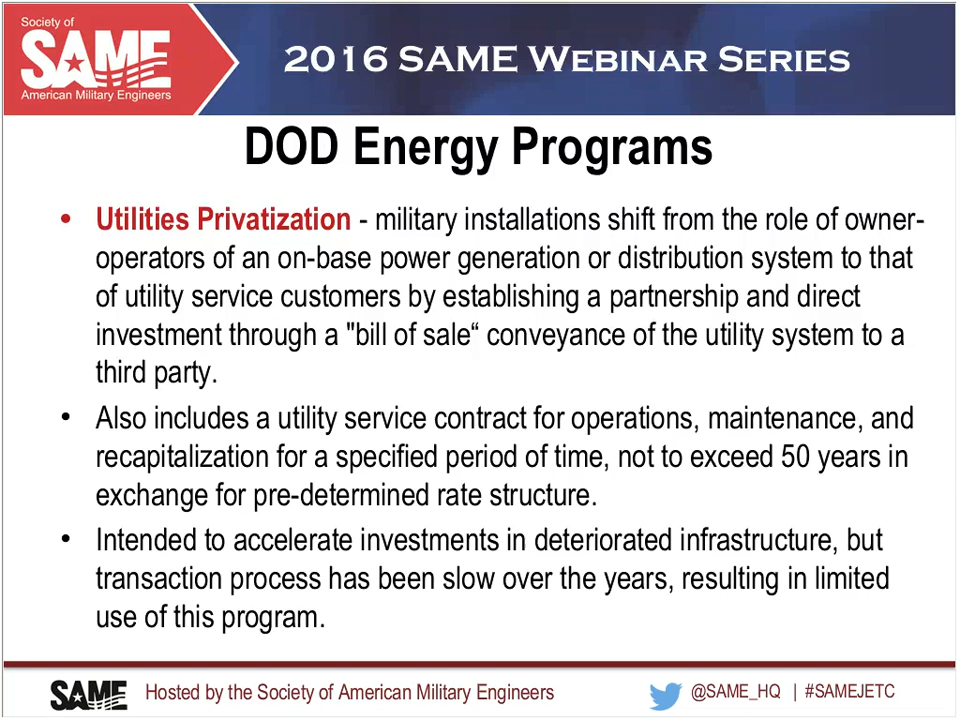 Society of
SAME
American Military Engineers
2016 SAME Webinar Series
DOD Energy Programs
• Utilities Privatization - military installations shift from the role of owner-
operators of an on-base power generation or distribution system to that
of utility service customers by establishing a partnership and direct
investment through a "bill of sale“ conveyance of the utility system to a
third party.
• Also includes a utility service contract for operations, maintenance, and
recapitalization for a specified period of time, not to exceed 50 years in
exchange for pre-determined rate structure.
• Intended to accelerate investments in deteriorated infrastructure, but
transaction process has been slow over the years, resulting in limited
use of this program.
SAME Hosted by the Society of American Military Engineers @SAME_HQ | #SAMEJETC